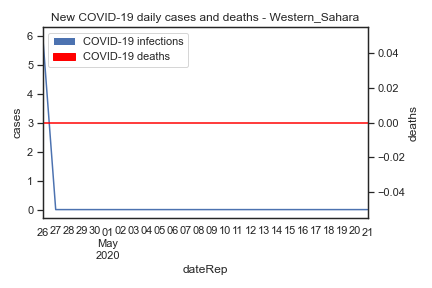 New COVID-19 daily cases and deaths - Western_Sahara
COVID-19 infections
COVID-19 deaths
6
5
4
3
2
1
0
cases
0.04
0.02
0.00
−0.02
−0.04
deaths
26 27 28 29 30 01 02 03 04 05 06 07 08 09 10 11 12 13 14 15 16 17 18 19 20 21
May
2020
dateRep